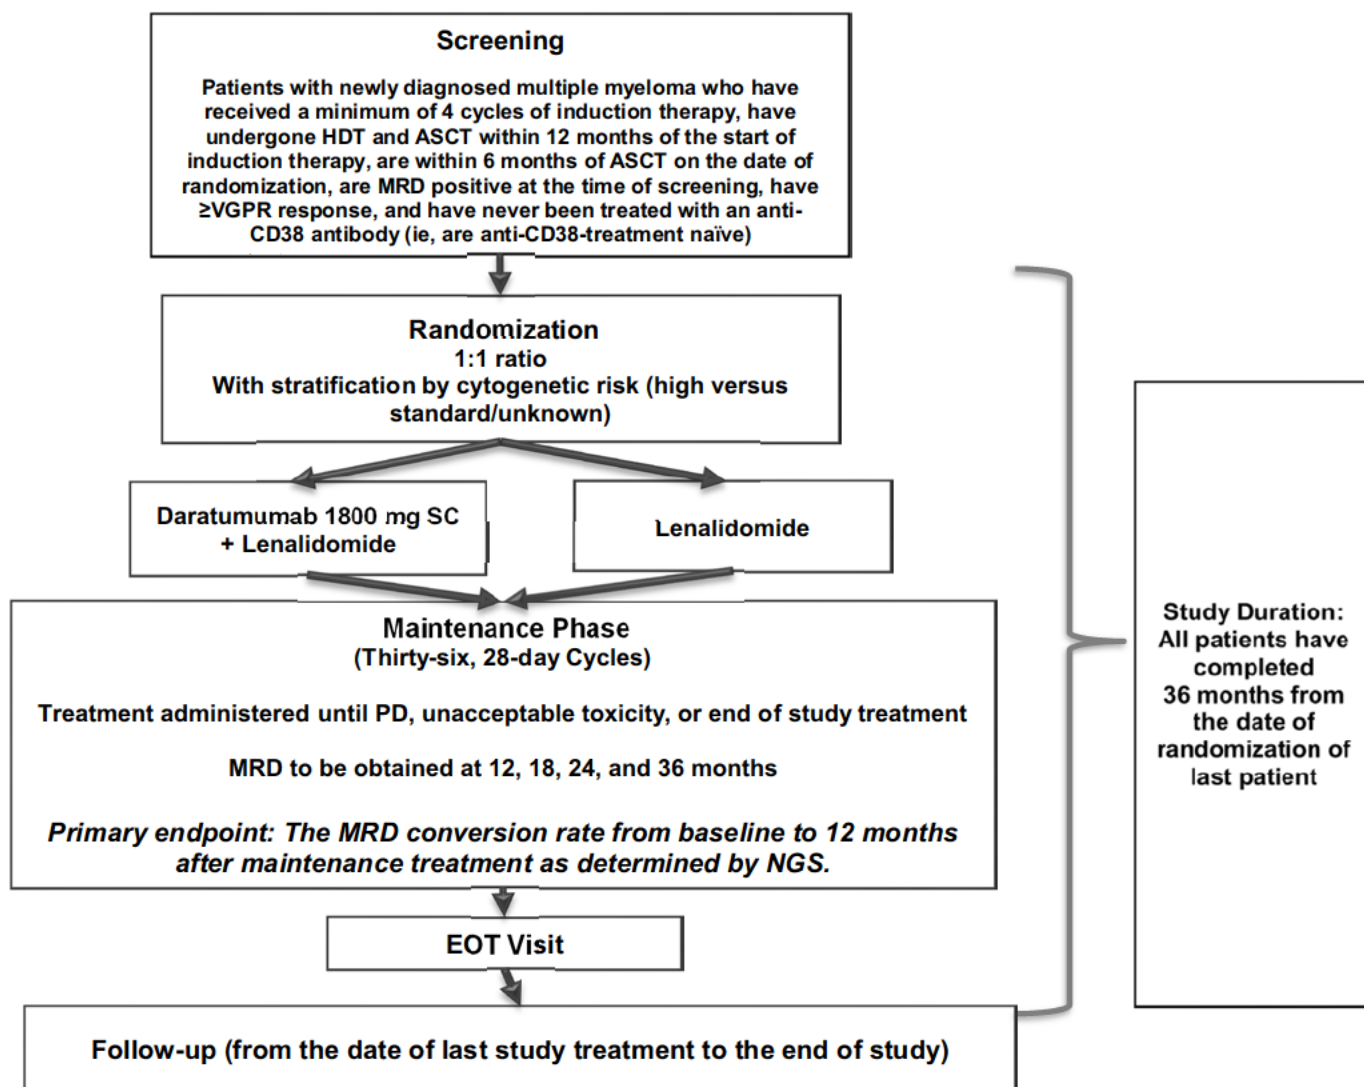 Screening
Patients with newly diagnosed multiple myeloma who have
received a minimum of 4 cycles of induction therapy, have
undergone HDT and ASCT within 12 months of the start of
induction therapy, are within 6 months of ASCT on the date of
randomization, are MRD positive at the time of screening, have
≥VGPR response, and have never been treated with an anti-
CD38 antibody (ie, are anti-CD38-treatment naïve)
Randomization
1:1 ratio
With stratification by cytogenetic risk (high versus
standard/unknown)
Daratumumab 1800 mg SC
+ Lenalidomide
Lenalidomide
Maintenance Phase
(Thirty-six, 28-day Cycles)
Treatment administered until PD, unacceptable toxicity, or end of study treatment
MRD to be obtained at 12, 18, 24, and 36 months
Primary endpoint: The MRD conversion rate from baseline to 12 months
after maintenance treatment as determined by NGS.
EOT Visit
Follow-up (from the date of last study treatment to the end of study)
Study Duration:
All patients have
completed
36 months from
the date of
randomization of
last patient